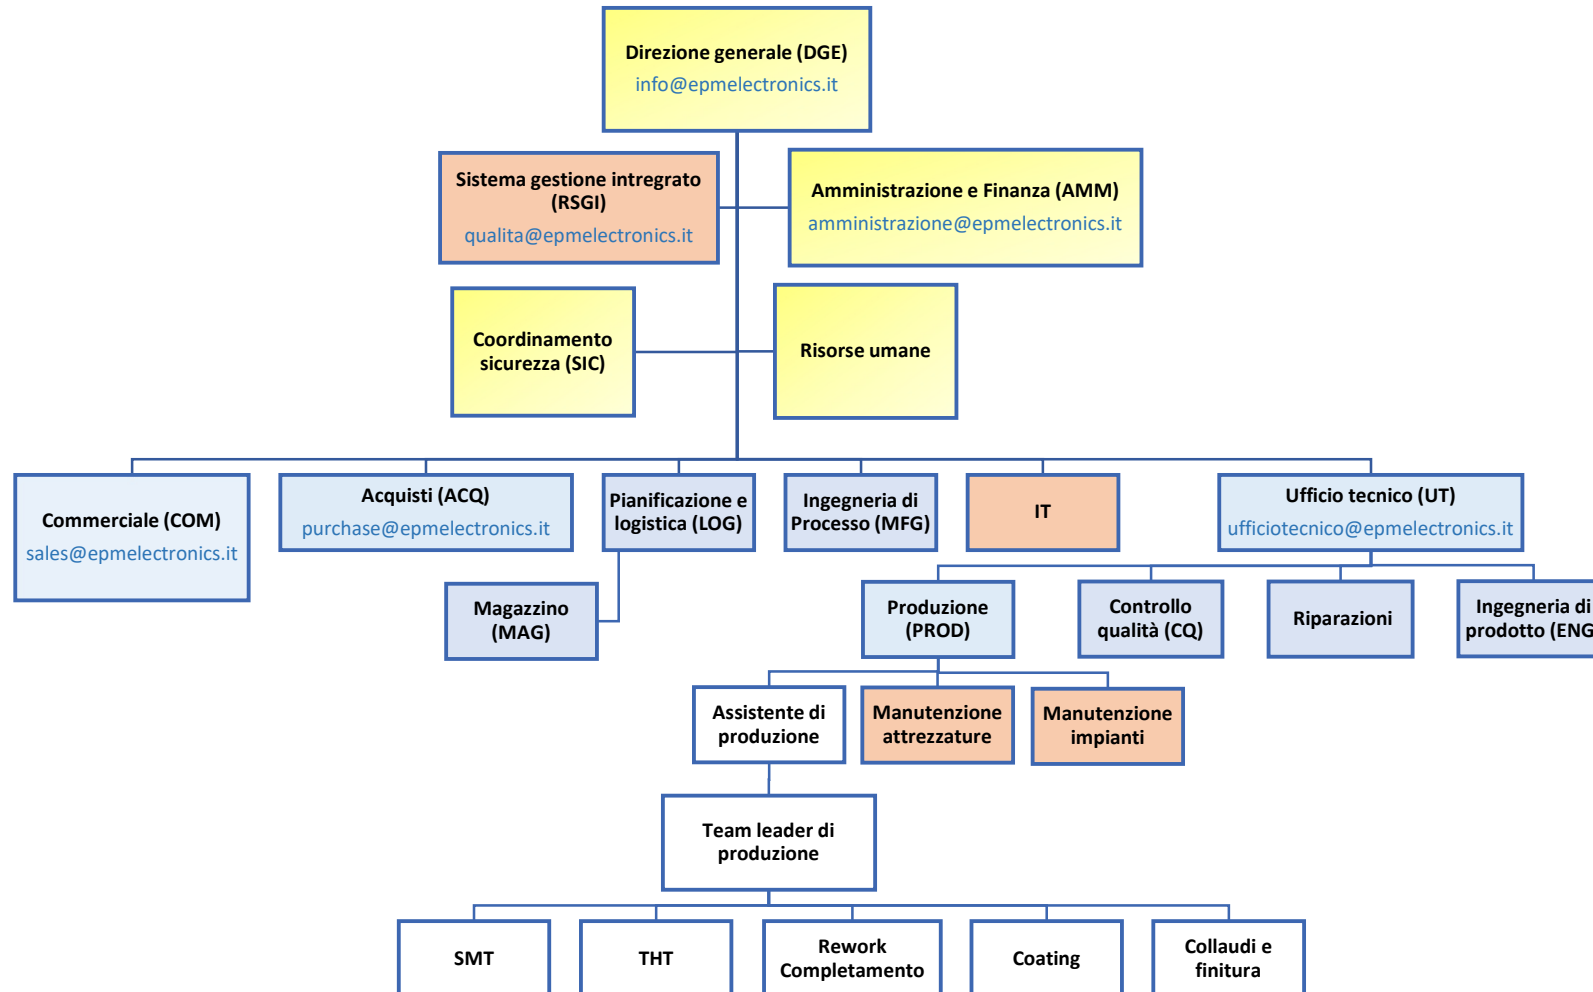 Direzione generale (DGE)
info@epmelectronics.it
Sistema gestione intregrato
(RSGI)
qualita@epmelectronics.it
Amministrazione e Finanza (AMM)
amministrazione@epmelectronics.it
Coordinamento
sicurezza (SIC)
Risorse umane
Commerciale (COM)
sales@epmelectronics.it
Acquisti (ACQ)
purchase@epmelectronics.it
Pianificazione e
logistica (LOG)
Ingegneria di
Processo (MFG)
IT
Ufficio tecnico (UT)
ufficiotecnico@epmelectronics.it
Magazzino
(MAG)
Produzione
(PROD)
Controllo
qualità (CQ)
Riparazioni
Ingegneria di
prodotto (ENG
Assistente di
produzione
Manutenzione
attrezzature
Manutenzione
impianti
Team leader di
produzione
SMT
THT
Rework
Completamento
Coating
Collaudi e
finitura